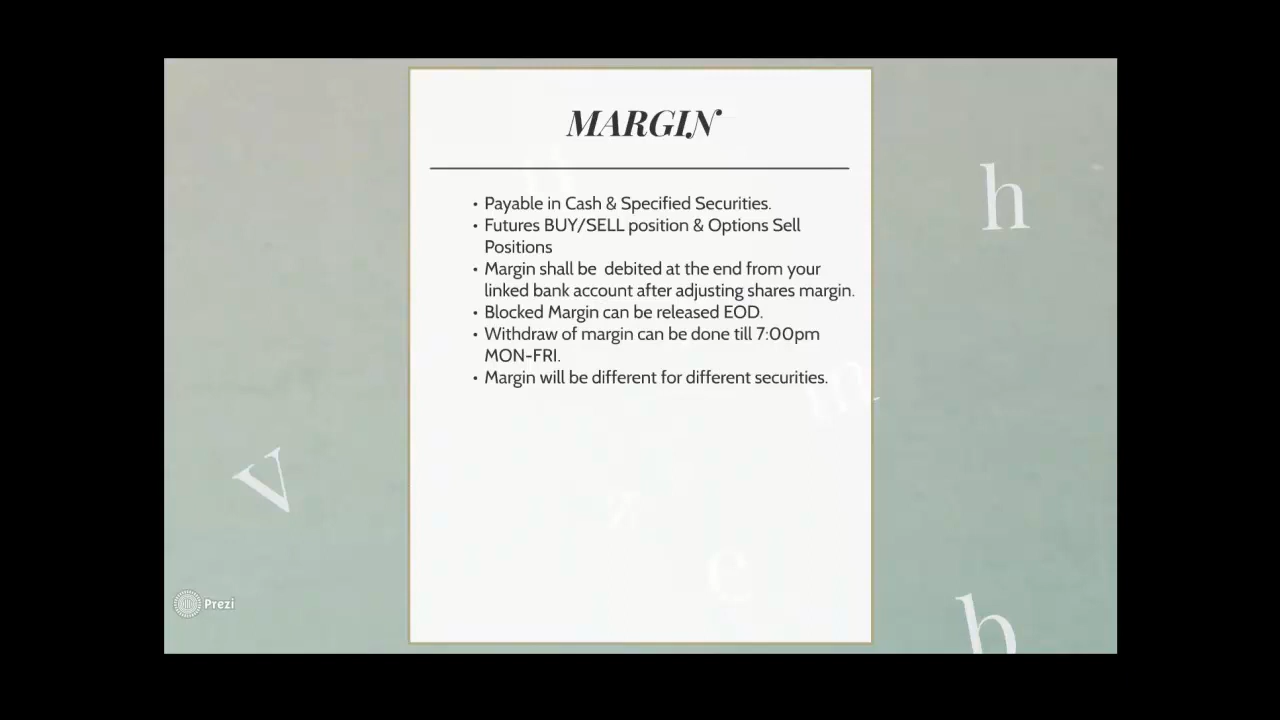 MARGIN
• Payable in Cash & Specified Securities.
• Futures BUY/SELL position & Options Sell
Positions
• Margin shall be  debited at the end from your
linked bank account after adjusting shares margin.
• Blocked Margin can be released EOD.
• Withdraw of margin can be done till 7:00pm
MON-FRI.
• Margin will be different for different securities.
h
m
V
e
h
Prezi